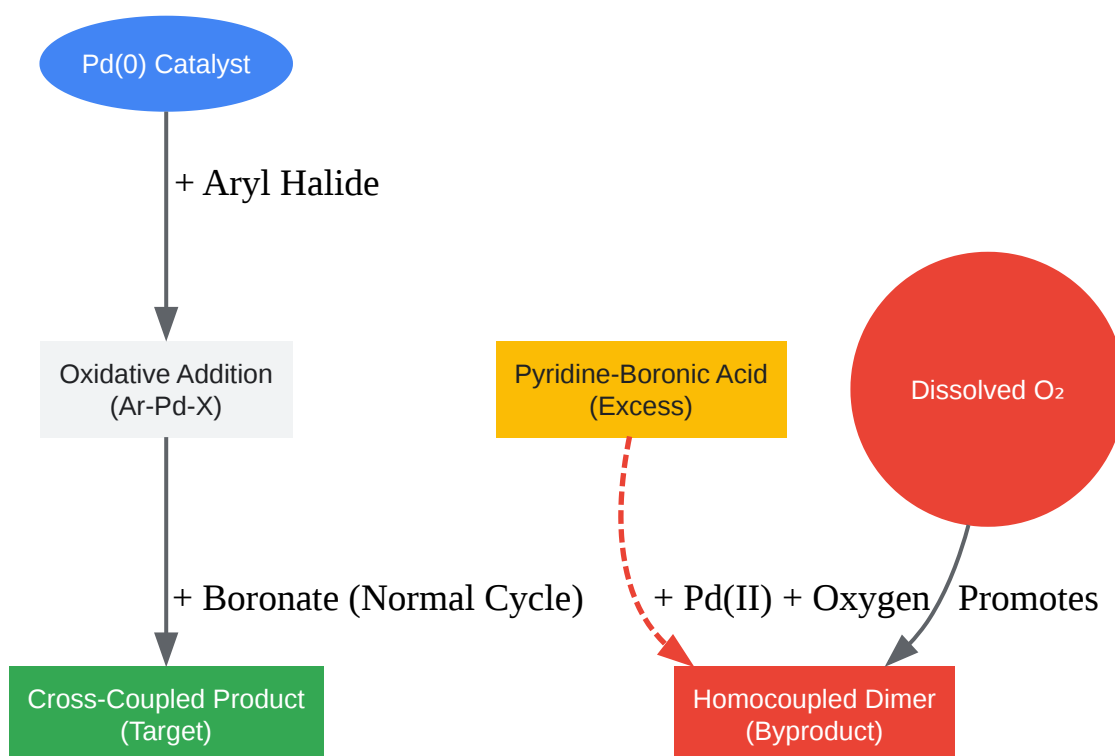 Pd(0) Catalyst
+ Aryl Halide
Oxidative Addition
(Ar-Pd-X)
Pyridine-Boronic Acid
(Excess)
Dissolved O₂
+ Boronate (Normal Cycle)
+ Pd(II) + Oxygen
Promotes
Cross-Coupled Product
(Target)
Homocoupled Dimer
(Byproduct)